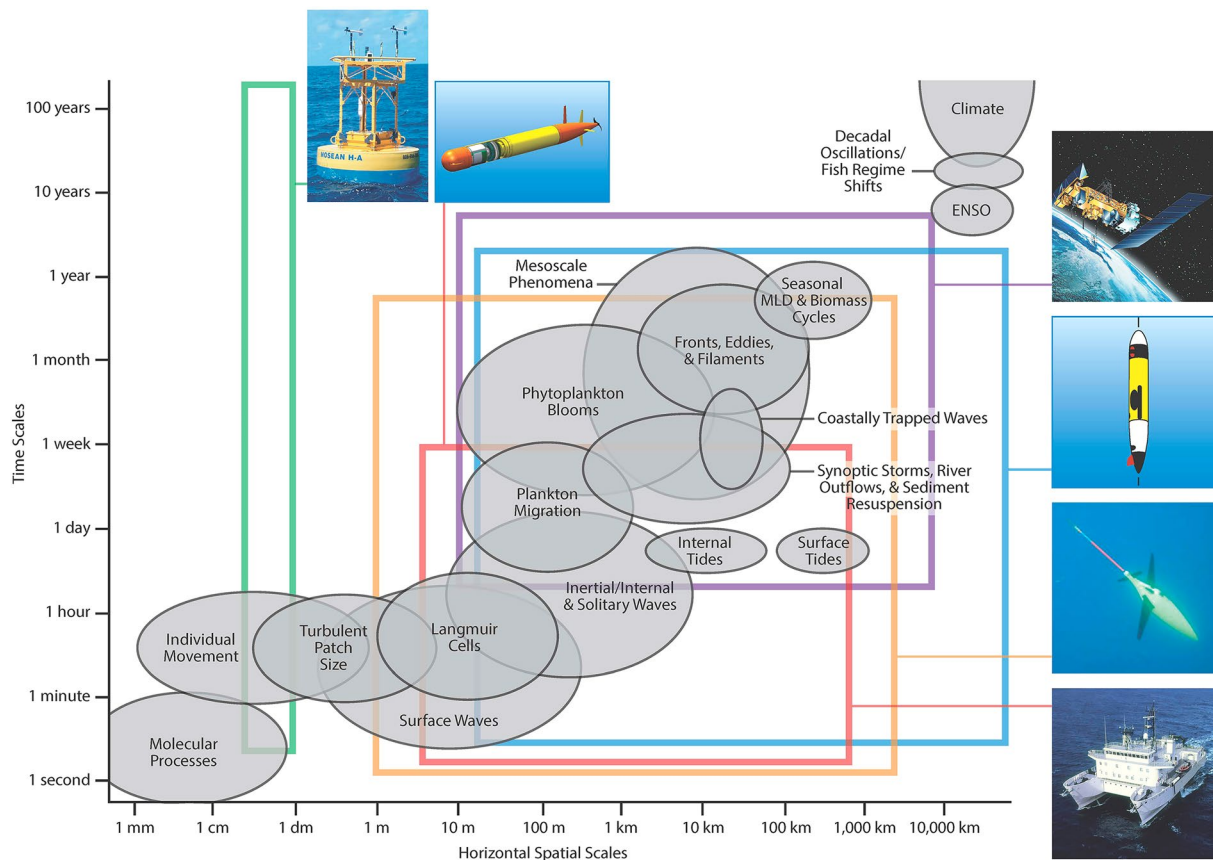 100 years
10 years
1 year
1 month
1 week
1 day
1 hour
1 minute
1 second
Time Scales
1 mm
1 cm
1 dm
1 m
10 m
100 m
1 km
10 km
100 km
1,000 km
10,000 km
Horizontal Spatial Scales
HOSEAN H-A
Climate
Decadal
Oscillations/
Fish Regime
Shifts
ENSO
Mesoscale
Phenomena
Seasonal
MLD & Biomass
Cycles
Fronts, Eddies,
& Filaments
Phytoplankton
Blooms
Coastally Trapped Waves
Synoptic Storms, River
Outflows, & Sediment
Resuspension
Plankton
Migration
Internal
Tides
Surface
Tides
Inertial/Internal
& Solitary Waves
Individual
Movement
Turbulent
Patch
Size
Langmuir
Cells
Surface Waves
Molecular
Processes